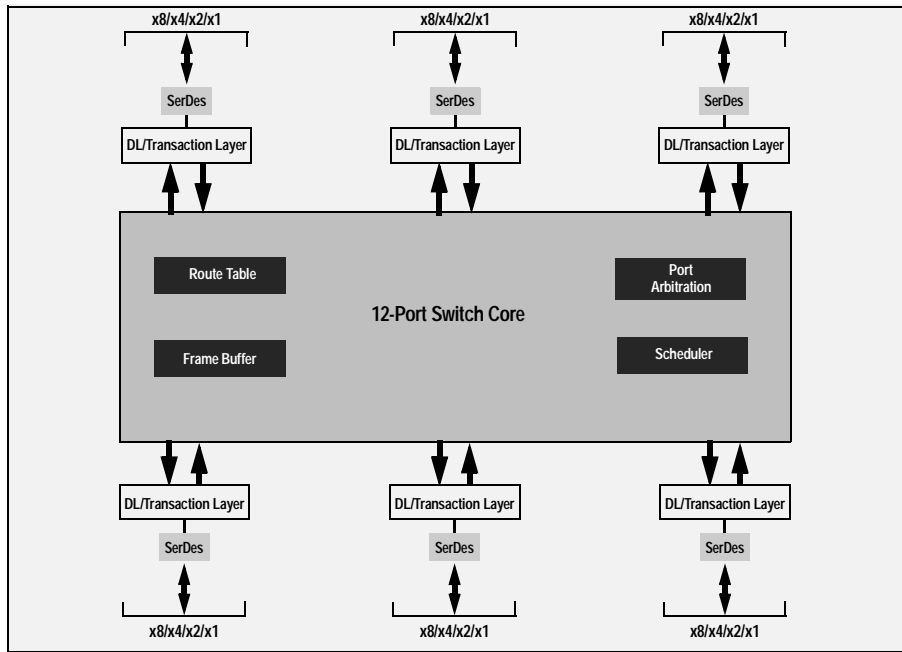 x8/x4/x2/x1 x8/x4/x2/x1 x8/x4/x2/x1
SerDes SerDes SerDes
DL/Transaction Layer DL/Transaction Layer DL/Transaction Layer
Route Table
Port
Arbitration
12-Port Switch Core
Frame Buffer
Scheduler
DL/Transaction Layer DL/Transaction Layer DL/Transaction Layer
SerDes SerDes SerDes
x8/x4/x2/x1 x8/x4/x2/x1 x8/x4/x2/x1